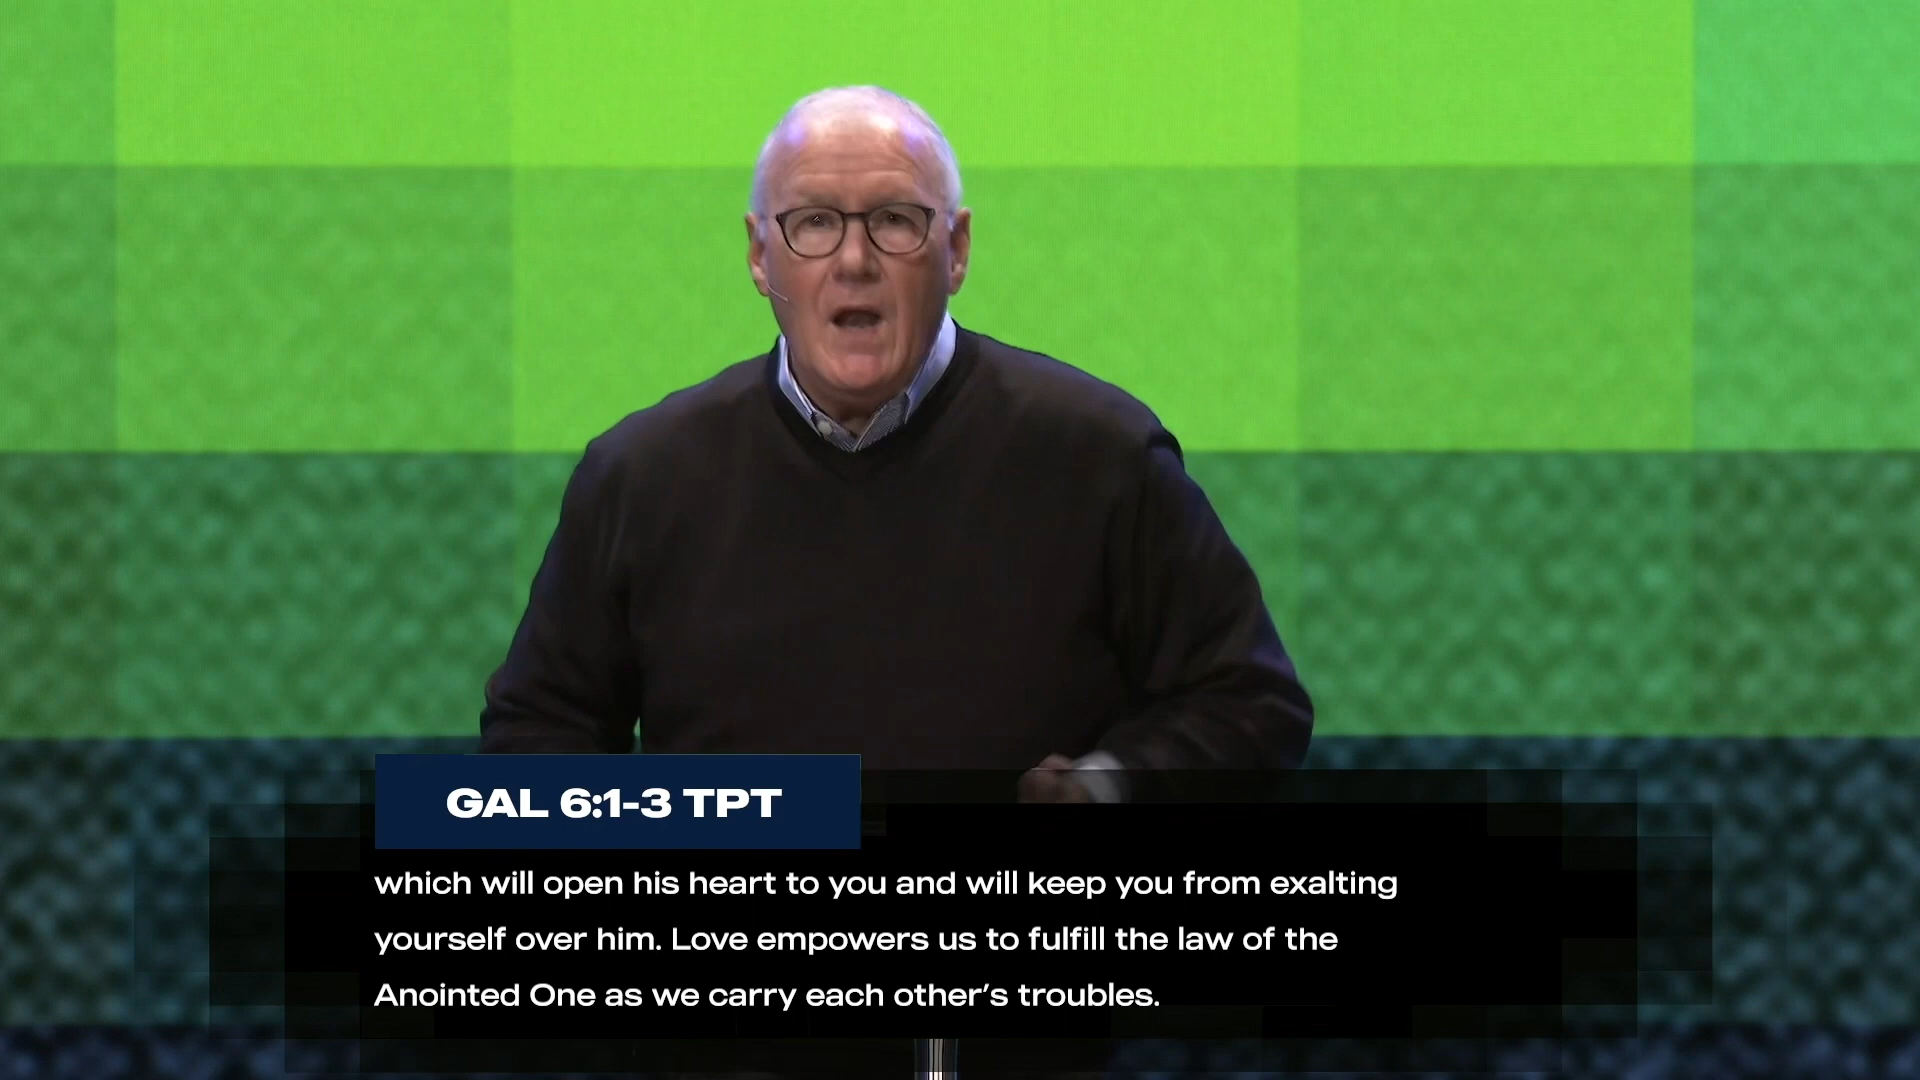 GAL 6:1-3 TPT
which will open his heart to you and will keep you from exalting
yourself over him. Love empowers us to fulfill the law of the
Anointed One as we carry each other’s troubles.